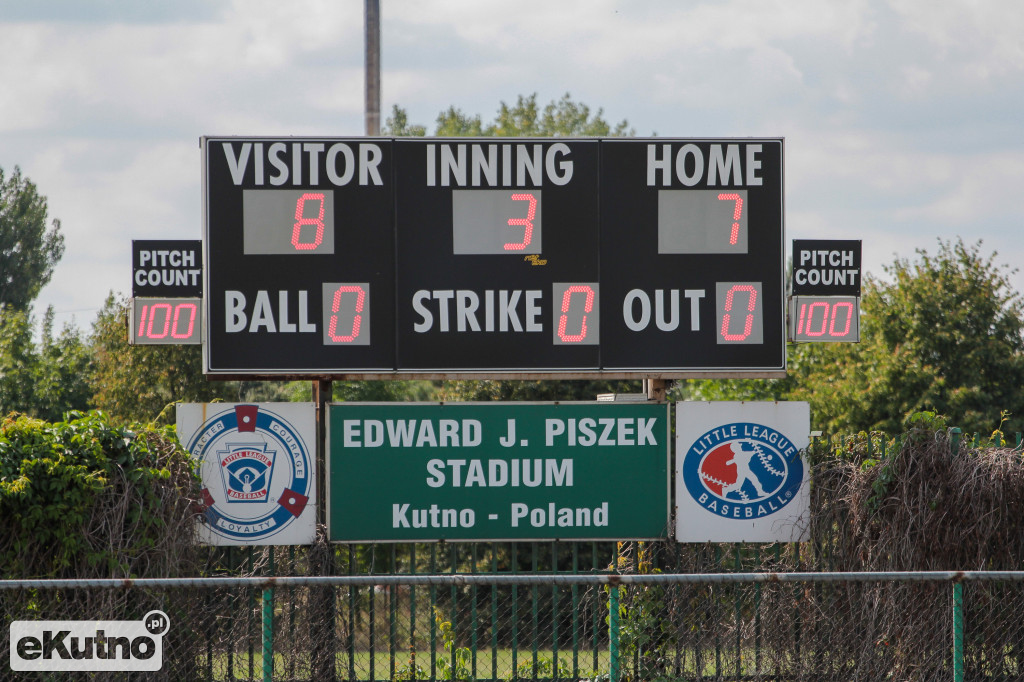 VISITOR INNING HOME
8 3 7
PITCH COUNT
100
BALL 0 STRIKE 0 OUT 0
PITCH COUNT
100
CHARACTER COURAGE LOYALTY
LITTLE LEAGUE
BASEBALL
EDWARD J. PISZEK
STADIUM
Kutno - Poland
LITTLE LEAGUE
BASEBALL
eKutno.pl